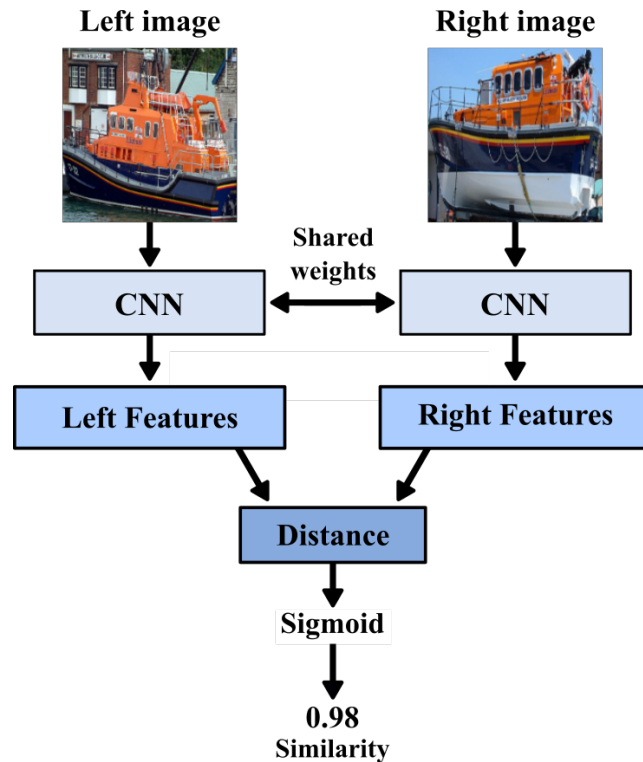 Left image
Right image
Shared
weights
CNN
CNN
Left Features
Right Features
Distance
Sigmoid
0.98
Similarity